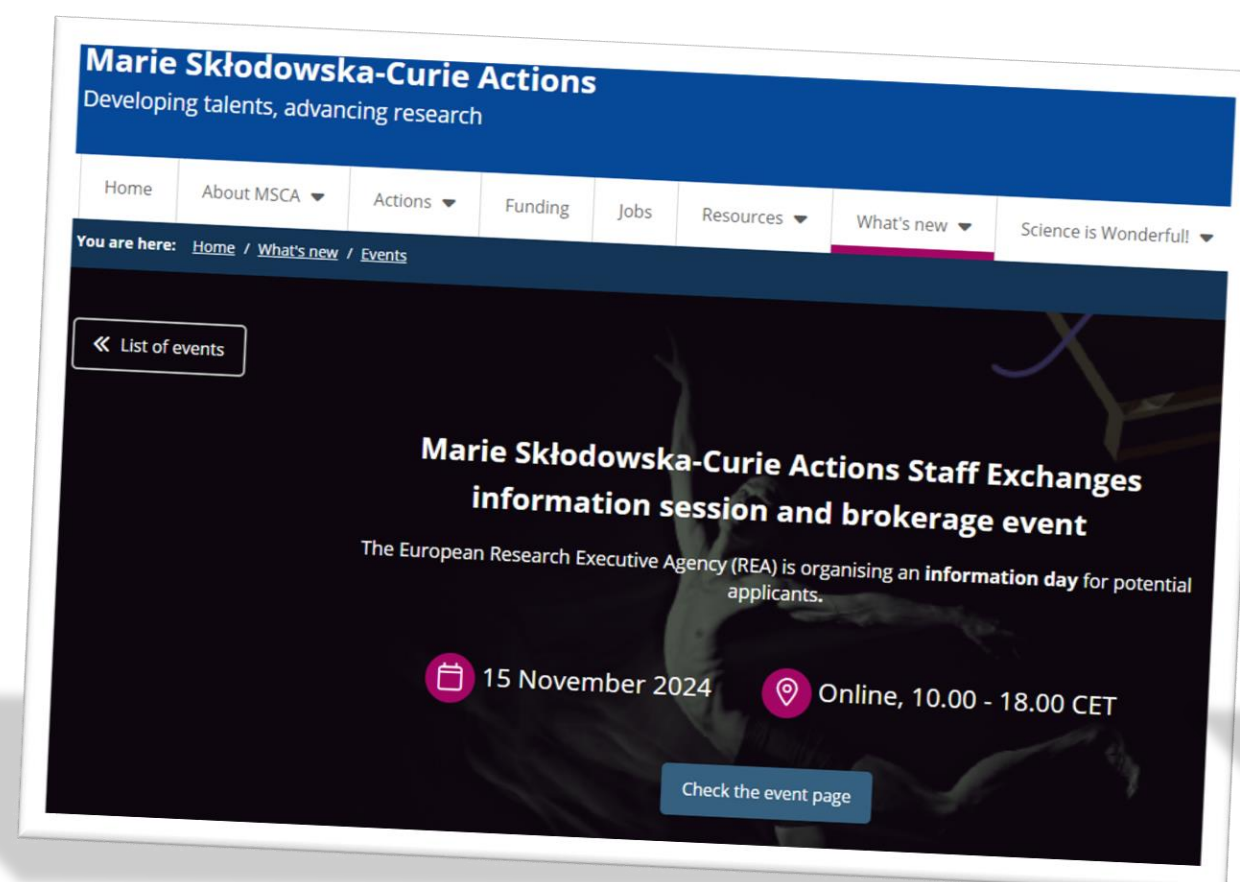 Marie Skłodowska-Curie Actions
Developing talents, advancing research
Home About MSCA Actions Funding Jobs Resources What's new Science is Wonderful!
You are here: Home / What's new / Events
List of events
Marie Skłodowska-Curie Actions Staff Exchanges
information session and brokerage event
The European Research Executive Agency (REA) is organising an information day for potential
applicants.
15 November 2024 Online, 10.00 - 18.00 CET
Check the event page